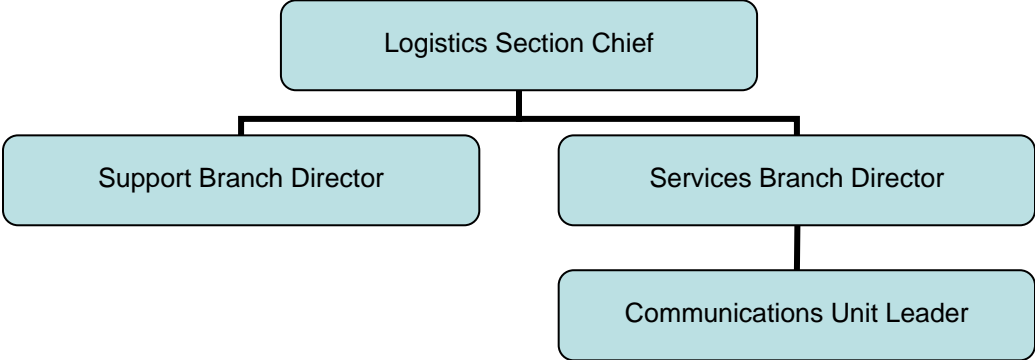 Logistics Section Chief
Support Branch Director
Services Branch Director
Communications Unit Leader